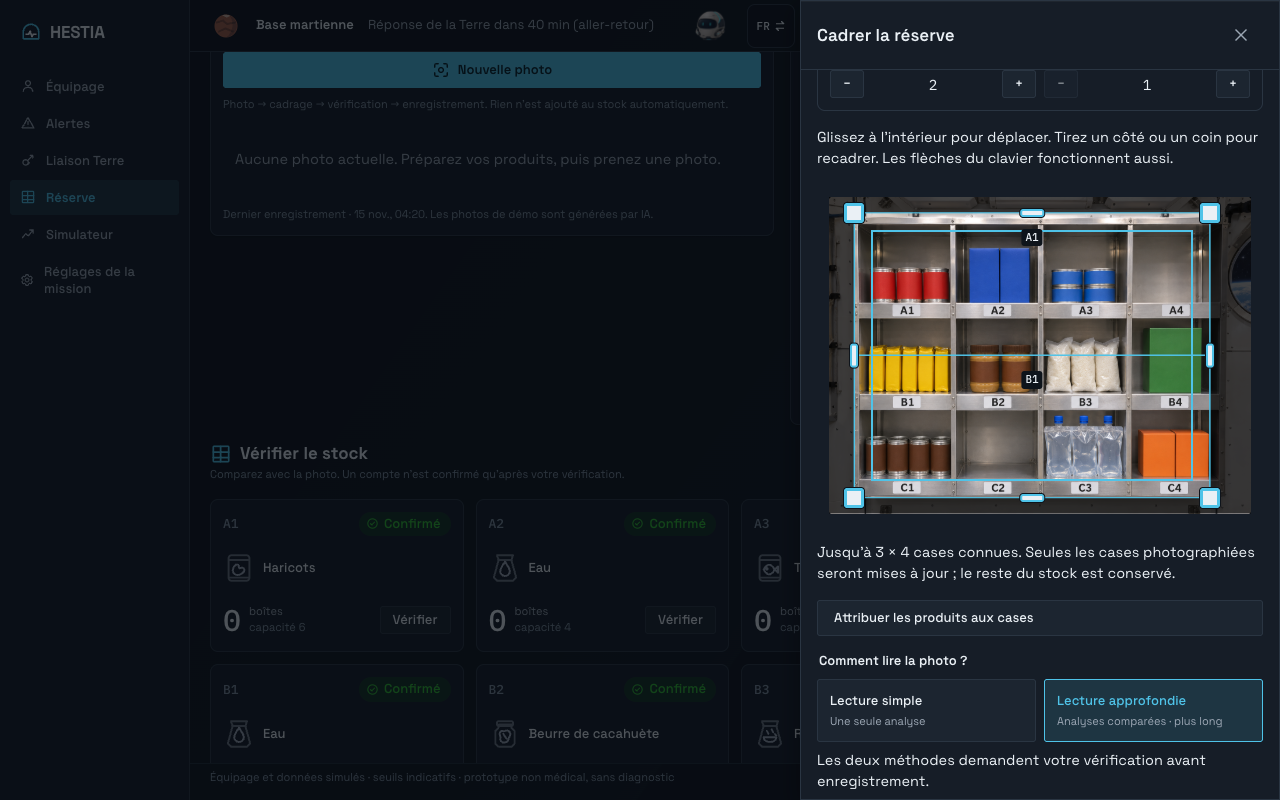 HESTIA
Équipage
Alertes
Liaison Terre
Réserve
Simulateur
Réglages de la
mission
Base martienne
Réponse de la Terre dans 40 min (aller-retour)
FR
Nouvelle photo
Photo → cadrage → vérification → enregistrement. Rien n'est ajouté au stock automatiquement.
Aucune photo actuelle. Préparez vos produits, puis prenez une photo.
Dernier enregistrement · 15 nov., 04:20. Les photos de démo sont générées par IA.
Vérifier le stock
Comparez avec la photo. Un compte n'est confirmé qu'après votre vérification.
A1
Confirmé
A2
Confirmé
A3
Haricots
Eau
T
0
boîtes
capacité 6
Vérifier
0
boîtes
capacité 4
Vérifier
0
boîtes
capa
B1
Confirmé
B2
Confirmé
B3
Eau
Beurre de cacahuète
Équipage et données simulés · seuils indicatifs · prototype non médical, sans diagnostic
Cadrer la réserve
−
2
+
−
1
+
Glissez à l'intérieur pour déplacer. Tirez un côté ou un coin pour
recadrer. Les flèches du clavier fonctionnent aussi.
A1
A1
A2
A3
A4
B1
B1
B2
B3
B4
C1
C2
C3
C4
Jusqu'à 3 × 4 cases connues. Seules les cases photographiées
seront mises à jour ; le reste du stock est conservé.
Attribuer les produits aux cases
Comment lire la photo ?
Lecture simple
Une seule analyse
Lecture approfondie
Analyses comparées · plus long
Les deux méthodes demandent votre vérification avant
enregistrement.